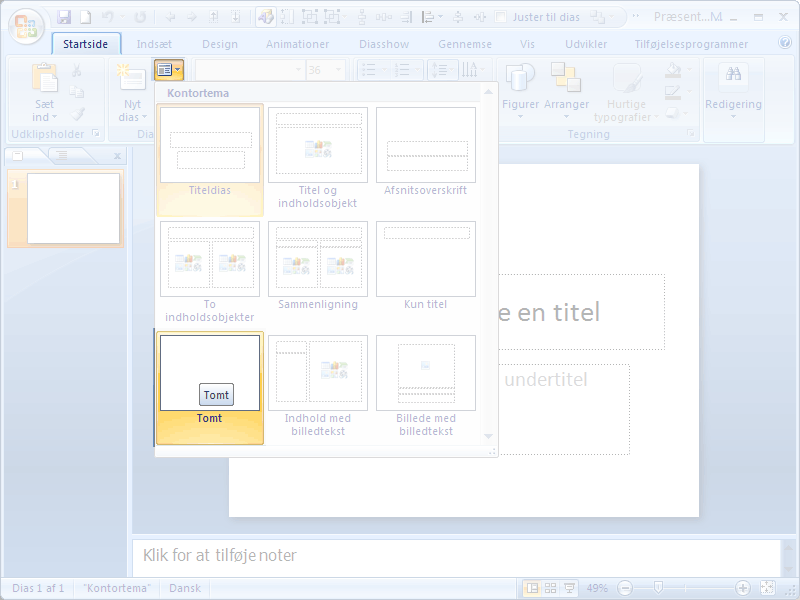 Juster til dias
Præsent...M...
Startside
Indsæt
Design
Animationer
Diasshow
Gennemse
Vis
Udvikler
Tilføjelsesprogrammer
Sæt
ind
Udklipsholder
Nyt
dias
Dia
36
Figurer
Arranger
Hurtige
typografier
Tegning
Redigering
Kontortema
Titeldias
Titel og
indholdsobjekt
Afsnitsoverskrift
To
indholdsobjekter
Sammenligning
Kun titel
Tomt
Tomt
Indhold med
billedtekst
Billede med
billedtekst
1
e en titel
undertitel
Klik for at tilføje noter
Dias 1 af 1
"Kontortema"
Dansk
49%